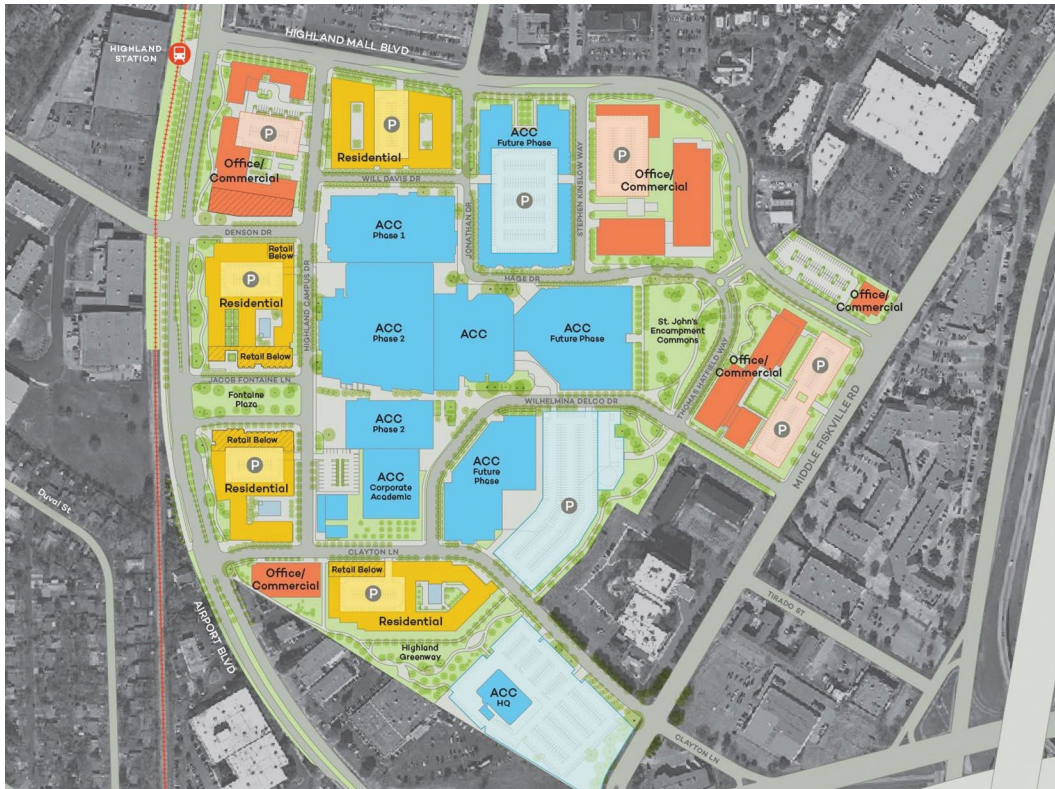 HIGHLAND MALL BLVD
HIGHLAND
STATION
P
Office/
Commercial
P
Residential
ACC
Future Phase
P
STEPHEN KINSLOW WAY
P
Office/
Commercial
WILL DAVIS DR
JONATHAN DR
DENSON DR
ACC
Phase 1
HAGE DR
Retail
Below
P
Residential
Retail Below
HIGHLAND CAMPUS DR
ACC
Phase 2
ACC
ACC
Future Phase
St. John's
Encampment
Commons
Office/
Commercial
THOMAS HATFIELD WAY
Office/
Commercial
P
P
MIDDLE FISKVILLE RD
JACOB FONTAINE LN
Fontaine
Plaza
WILHELMINA DELCO DR
ACC
Phase 2
Retail Below
P
Residential
ACC
Corporate
Academic
ACC
Future
Phase
P
Duval St
CLAYTON LN
Office/
Commercial
Retail Below
P
Residential
TIRADO ST
AIRPORT BLVD
Highland
Greenway
ACC
HQ
CLAYTON LN